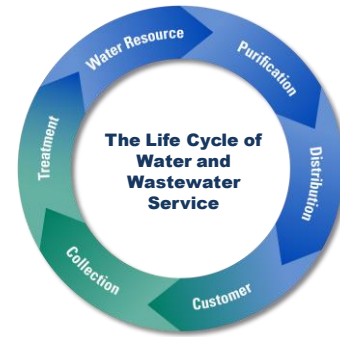 Water Resource
Purification
Distribution
Customer
Collection
Treatment
The Life Cycle of
Water and
Wastewater
Service